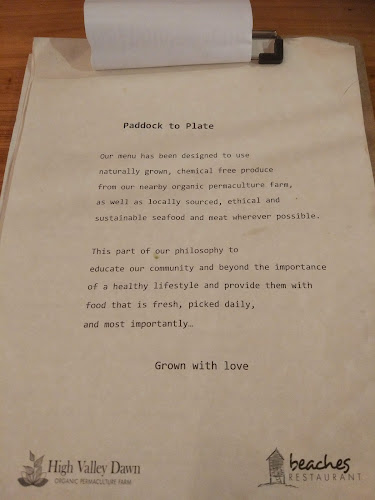 Paddock to Plate
Our menu has been designed to use
naturally grown, chemical free produce
from our nearby organic permaculture farm,
as well as locally sourced, ethical and
sustainable seafood and meat wherever possible.
This part of our philosophy to
educate our community and beyond the importance
of a healthy lifestyle and provide them with
food that is fresh, picked daily,
and most importantly…
Grown with love
High Valley Dawn
ORGANIC PERMACULTURE FARM
beaches
RESTAURANT